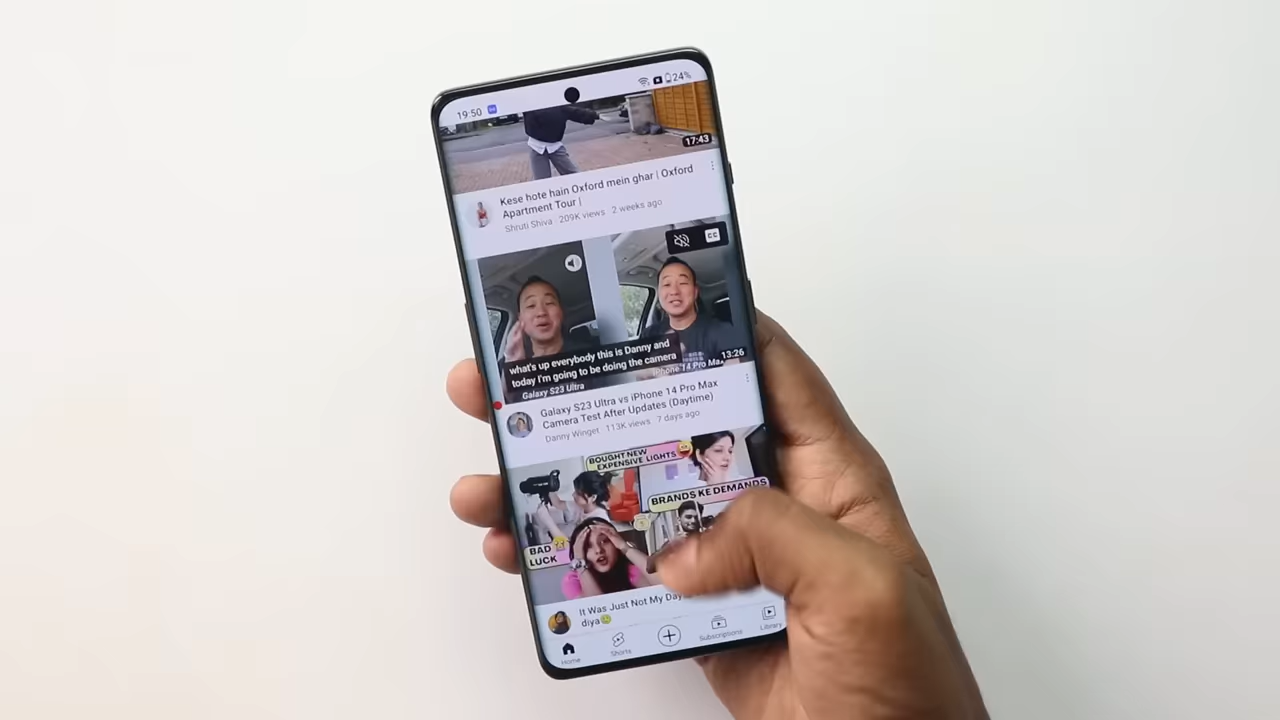 19:50
24%
17:43
Kese hote hain Oxford mein ghar | Oxford
Apartment Tour |
Shruti Shiva · 209K views · 2 weeks ago
CC
what's up everybody this is Danny and
today I'm going to be doing the camera
Galaxy S23 Ultra
iPhone 14 Pro Max
13:26
Galaxy S23 Ultra vs iPhone 14 Pro Max
Camera Test After Updates (Daytime)
Danny Winget · 113K views · 7 days ago
BOUGHT NEW
EXPENSIVE LIGHTS
BRANDS KE DEMANDS
BAD
LUCK
It Was Just Not My Day
diya
Home
Shorts
Subscriptions
Library